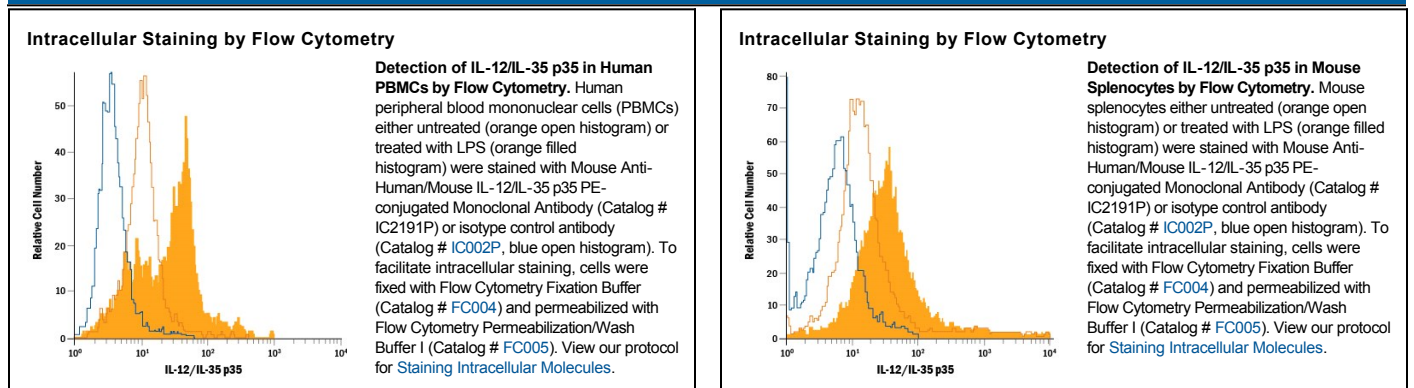 Intracellular Staining by Flow Cytometry
Relative Cell Number
50
40
30
20
10
0
10⁰
10¹
10²
10³
10⁴
IL-12/IL-35 p35
Detection of IL-12/IL-35 p35 in Human
PBMCs by Flow Cytometry. Human
peripheral blood mononuclear cells (PBMCs)
either untreated (orange open histogram) or
treated with LPS (orange filled
histogram) were stained with Mouse Anti-
Human/Mouse IL-12/IL-35 p35 PE-
conjugated Monoclonal Antibody (Catalog #
IC2191P) or isotype control antibody
(Catalog # IC002P, blue open histogram). To
facilitate intracellular staining, cells were
fixed with Flow Cytometry Fixation Buffer
(Catalog # FC004) and permeabilized with
Flow Cytometry Permeabilization/Wash
Buffer I (Catalog # FC005). View our protocol
for Staining Intracellular Molecules.
Intracellular Staining by Flow Cytometry
Relative Cell Number
80
70
60
50
40
30
20
10
0
10⁰
10¹
10²
10³
10⁴
IL-12/IL-35 p35
Detection of IL-12/IL-35 p35 in Mouse
Splenocytes by Flow Cytometry. Mouse
splenocytes either untreated (orange open
histogram) or treated with LPS (orange filled
histogram) were stained with Mouse Anti-
Human/Mouse IL-12/IL-35 p35 PE-
conjugated Monoclonal Antibody (Catalog #
IC2191P) or isotype control antibody
(Catalog # IC002P, blue open histogram). To
facilitate intracellular staining, cells were
fixed with Flow Cytometry Fixation Buffer
(Catalog # FC004) and permeabilized with
Flow Cytometry Permeabilization/Wash
Buffer I (Catalog # FC005). View our protocol
for Staining Intracellular Molecules.